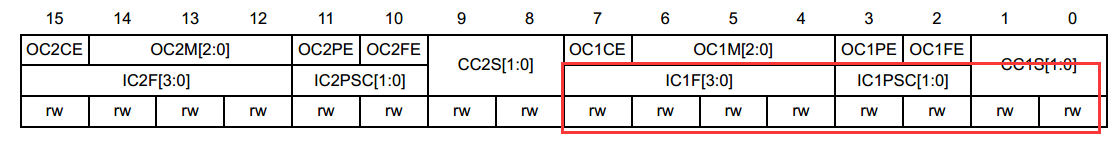 15 14 13 12 11 10 9 8 7 6 5 4 3 2 1 0
OC2CE OC2M[2:0] OC2PE OC2FE CC2S[1:0] OC1CE OC1M[2:0] OC1PE OC1FE CC1S[1:0]
IC2F[3:0] IC2PSC[1:0] IC1F[3:0] IC1PSC[1:0]
rw rw rw rw rw rw rw rw rw rw rw rw rw rw rw rw